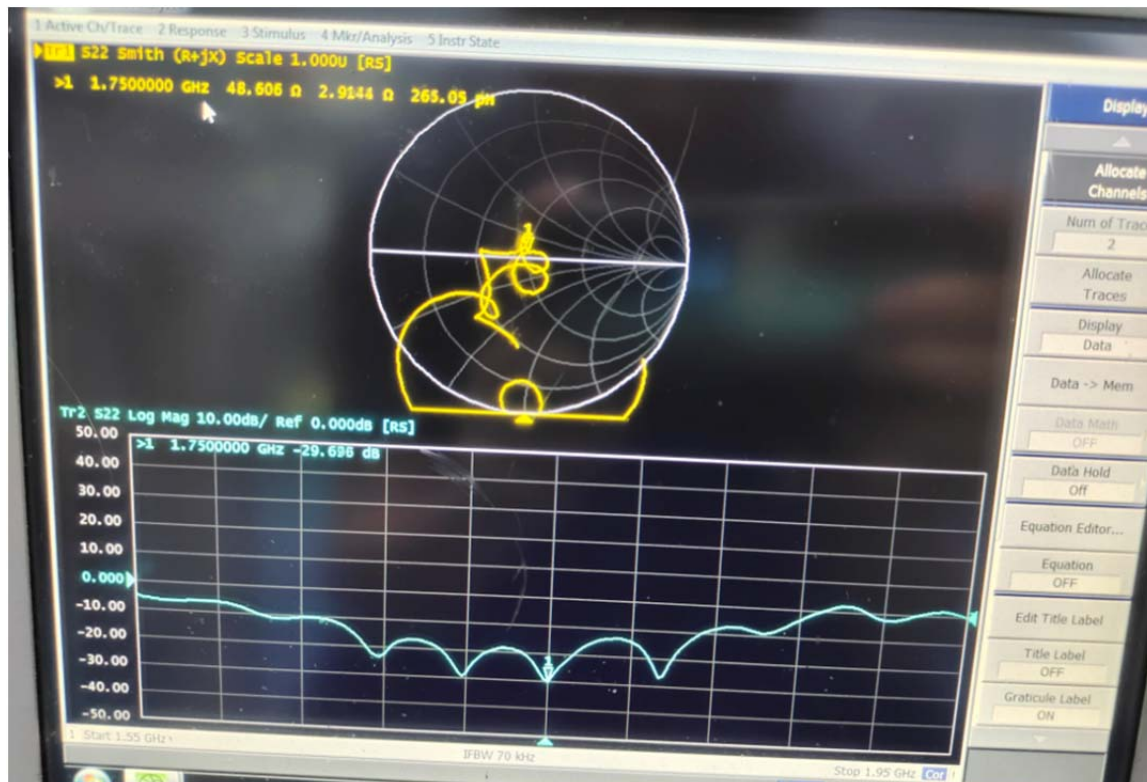 1 Active Ch/Trace 2 Response 3 Stimulus 4 Mkr/Analysis 5 Instr State
Tr1 S22 Smith (R+jX) Scale 1.000U [RS]
>1 1.7500000 GHz 48.606 Ω 2.9144 Ω 265.05 pH
1
Tr2 S22 Log Mag 10.00dB/ Ref 0.000dB [RS]
>1 1.7500000 GHz -29.696 dB
50.00
40.00
30.00
20.00
10.00
0.000
-10.00
-20.00
-30.00
-40.00
-50.00
1
1 Start 1.55 GHz
IFBW 70 kHz
Stop 1.95 GHz Cor
Display
Allocate
Channels
Num of Trac
2
Allocate
Traces
Display
Data
Data -> Mem
Data Math
OFF
Data Hold
Off
Equation Editor...
Equation
OFF
Edit Title Label
Title Label
OFF
Graticule Label
ON